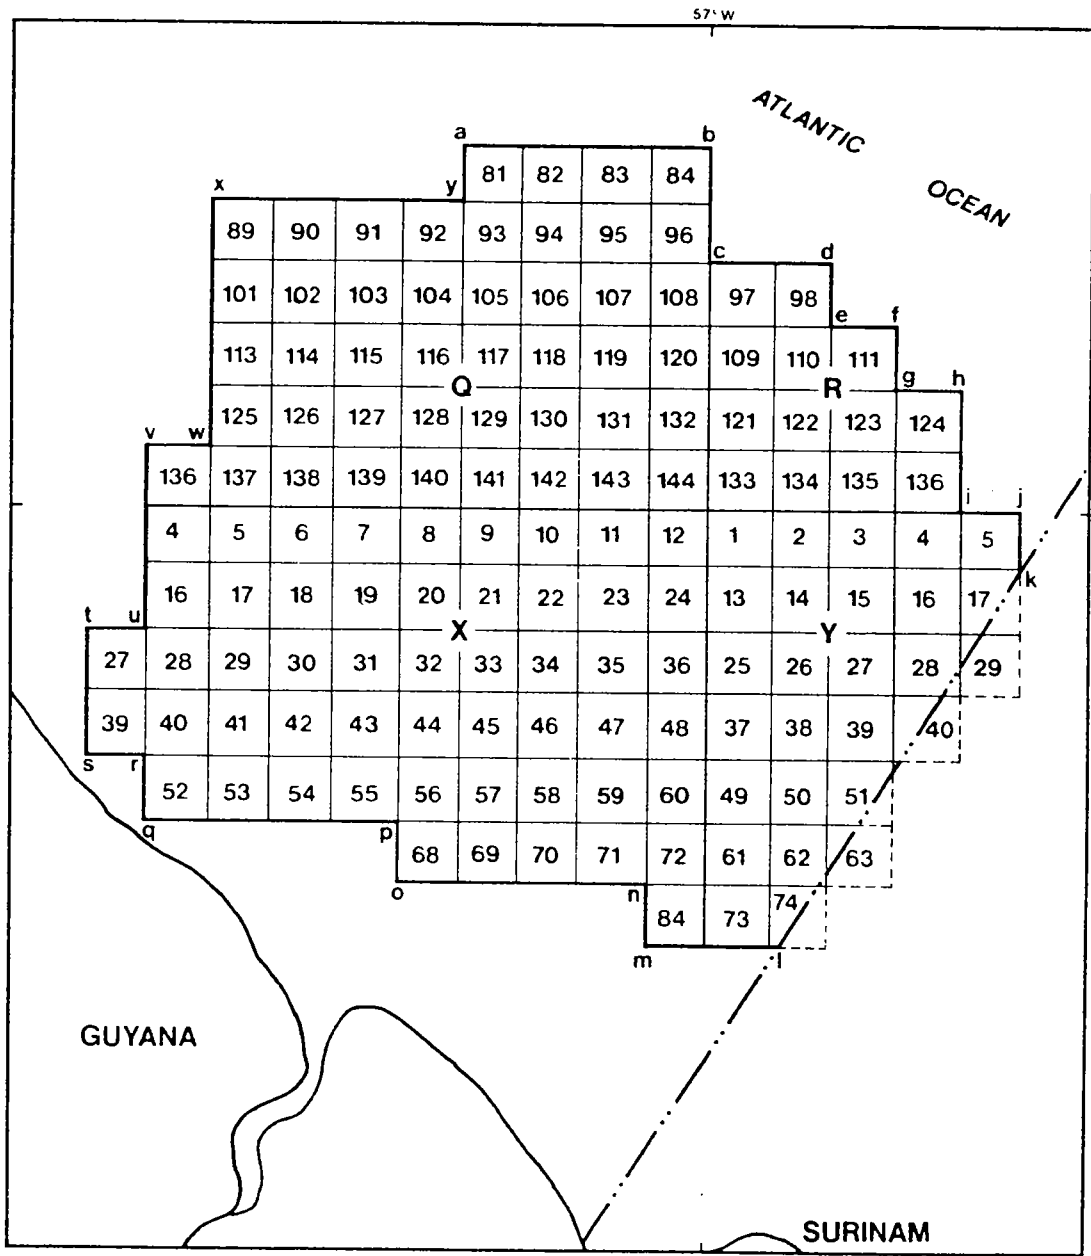 57° W
ATLANTIC
OCEAN
a b
81 82 83 84
x y
89 90 91 92 93 94 95 96
c d
101 102 103 104 105 106 107 108 97 98
e f
113 114 115 116 117 118 119 120 109 110 111
Q R g h
125 126 127 128 129 130 131 132 121 122 123 124
v w
136 137 138 139 140 141 142 143 144 133 134 135 136
i j
4 5 6 7 8 9 10 11 12 1 2 3 4 5
k
16 17 18 19 20 21 22 23 24 13 14 15 16 17
t u X Y
27 28 29 30 31 32 33 34 35 36 25 26 27 28 29
39 40 41 42 43 44 45 46 47 48 37 38 39 40
s r
52 53 54 55 56 57 58 59 60 49 50 51
q p
68 69 70 71 72 61 62 63
o n
84 73 74
m l
GUYANA
SURINAM